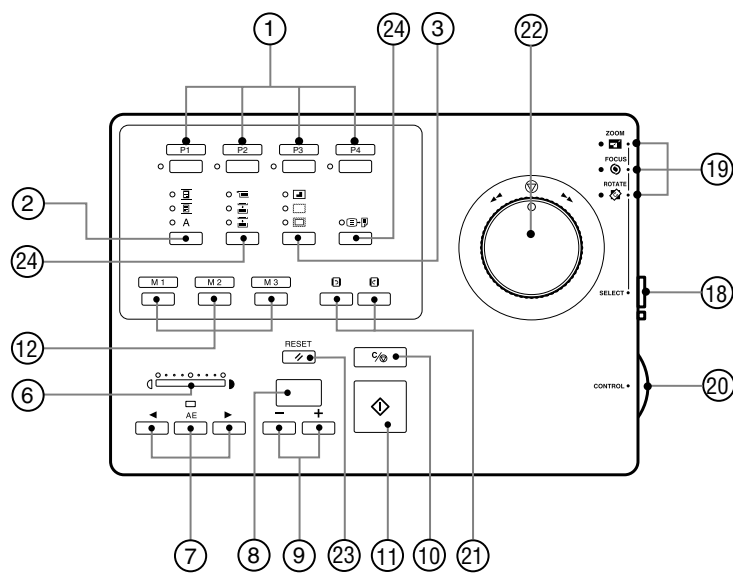 1
24
3
22
P1
P2
P3
P4
ZOOM
FOCUS
ROTATE
19
2
A
24
M 1
M 2
M 3
SELECT
18
12
RESET
C/
CONTROL
20
6
AE
− +
7
8
9
23
11
10
21